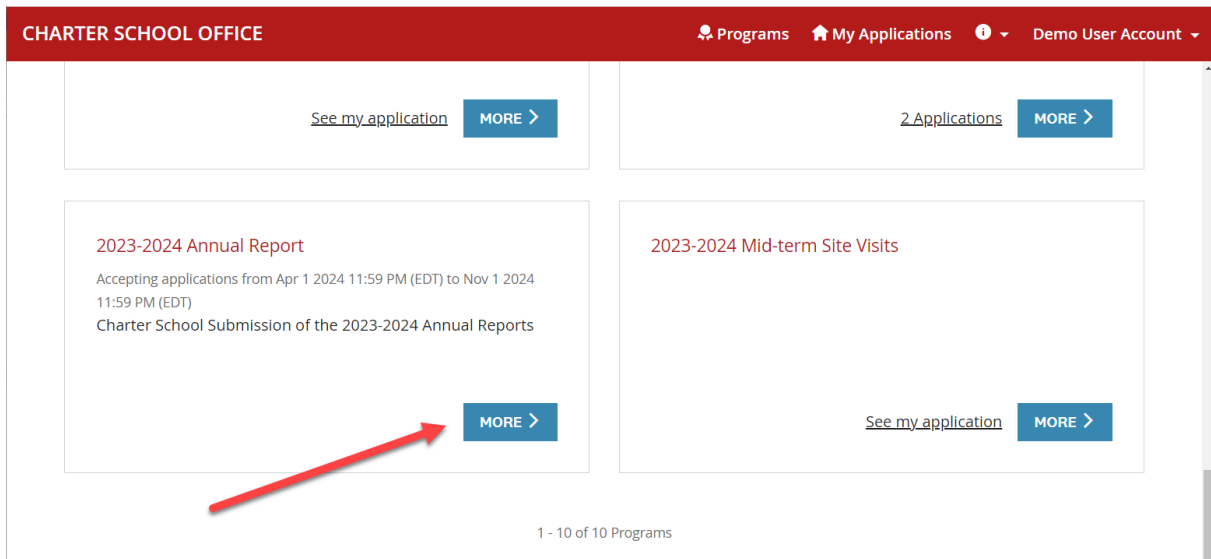 CHARTER SCHOOL OFFICE
Programs
My Applications
Demo User Account
See my application
MORE
2 Applications
MORE
2023-2024 Annual Report
Accepting applications from Apr 1 2024 11:59 PM (EDT) to Nov 1 2024
11:59 PM (EDT)
Charter School Submission of the 2023-2024 Annual Reports
MORE
2023-2024 Mid-term Site Visits
See my application
MORE
1 - 10 of 10 Programs